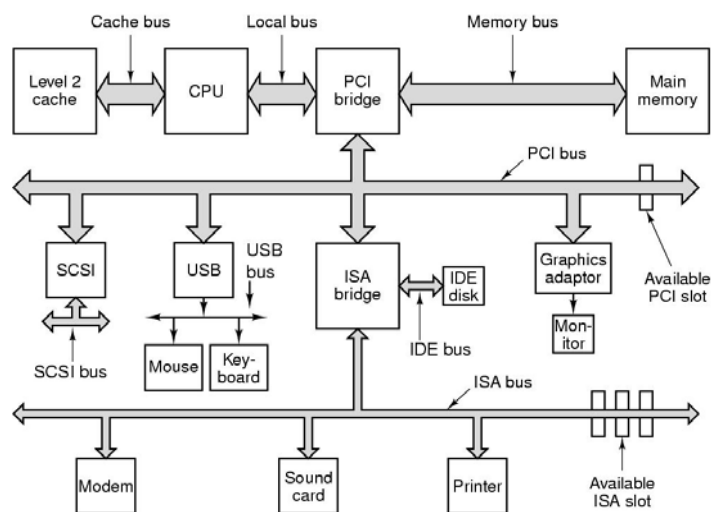 Cache bus
Local bus
Memory bus
Level 2
cache
CPU
PCI
bridge
Main
memory
PCI bus
SCSI
USB
USB
bus
ISA
bridge
IDE
disk
Graphics
adaptor
Available
PCI slot
Mon-
itor
SCSI bus
Mouse
Key-
board
IDE bus
ISA bus
Modem
Sound
card
Printer
Available
ISA slot